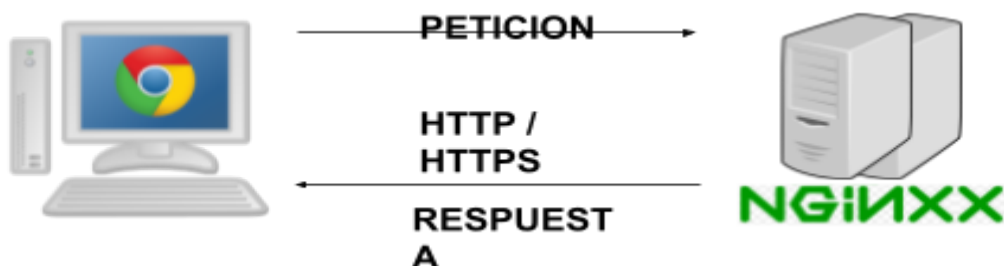 PETICION
HTTP /
HTTPS
RESPUEST
A
NGiNXX